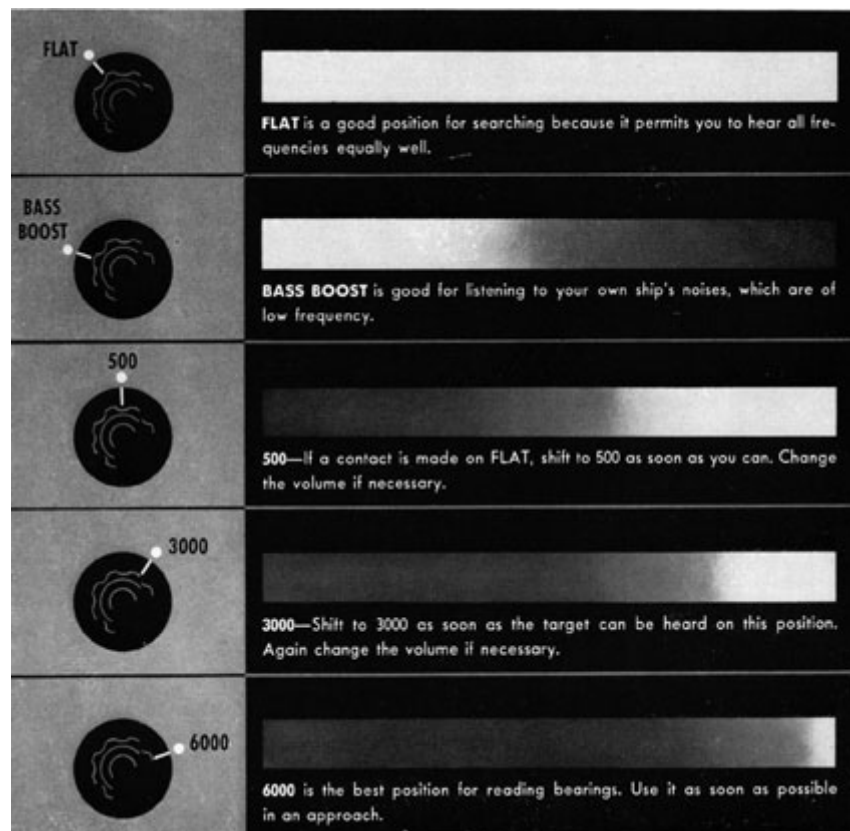 FLAT
FLAT is a good position for searching because it permits you to hear all fre-
quencies equally well.
BASS
BOOST
BASS BOOST is good for listening to your own ship's noises, which are of
low frequency.
500
500—If a contact is made on FLAT, shift to 500 as soon as you can. Change
the volume if necessary.
3000
3000—Shift to 3000 as soon as the target can be heard on this position.
Again change the volume if necessary.
6000
6000 is the best position for reading bearings. Use it as soon as possible
in an approach.